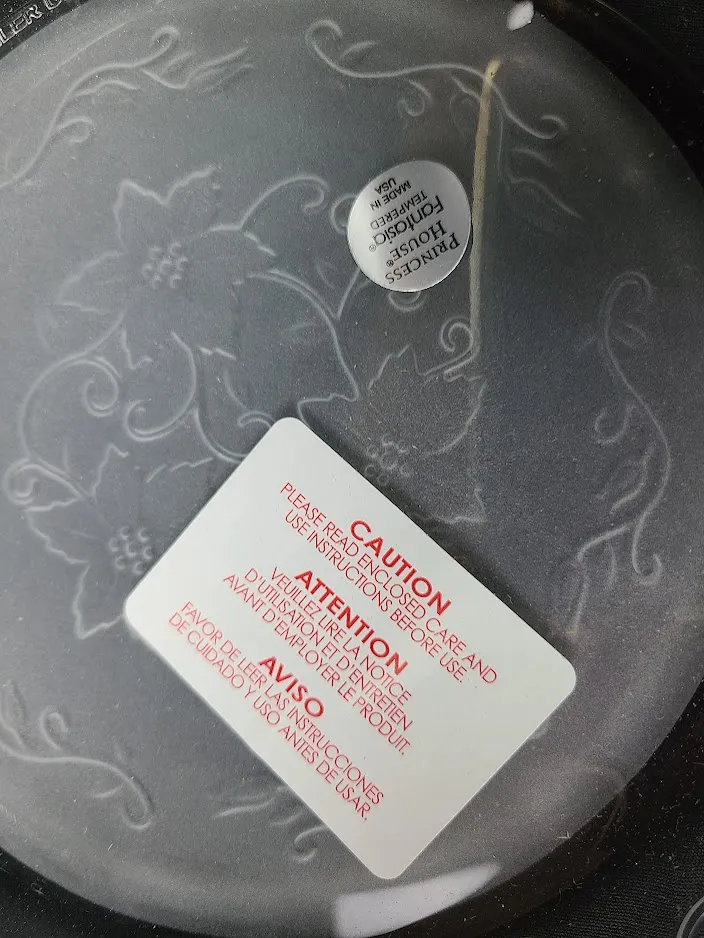 PRINCESS
HOUSE®
Fantasia®
TEMPERED
MADE IN
USA
CAUTION
PLEASE READ ENCLOSED CARE AND
USE INSTRUCTIONS BEFORE USE.
ATTENTION
VEUILLEZ LIRE LA NOTICE
D'UTILISATION ET D'ENTRETIEN
AVANT D'EMPLOYER LE PRODUIT.
AVISO
FAVOR DE LEER LAS INSTRUCCIONES
DE CUIDADO Y USO ANTES DE USAR.